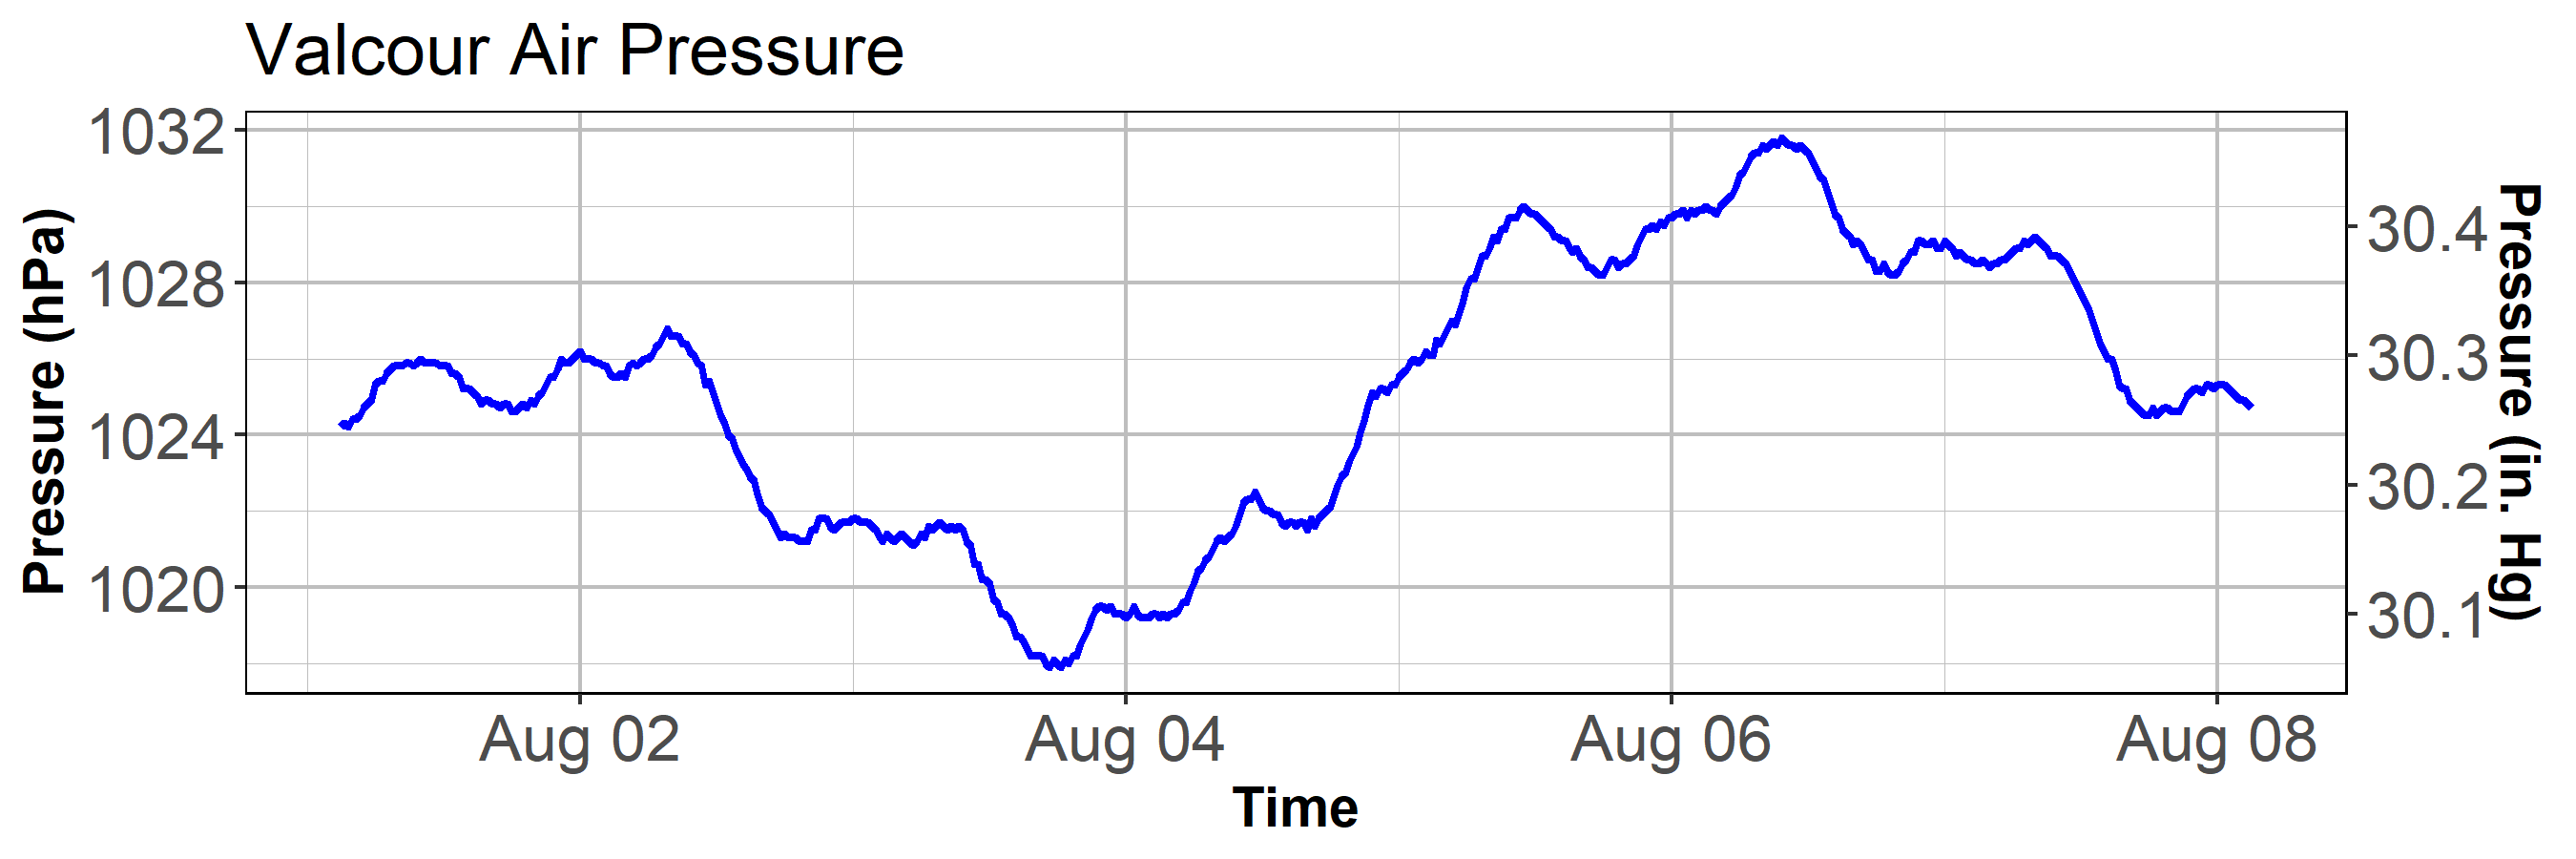 Valcour Air Pressure
1032
1028
1024
1020
Pressure (hPa)
30.4
30.3
30.2
30.1
Pressure (in. Hg)
Aug 02
Aug 04
Aug 06
Aug 08
Time